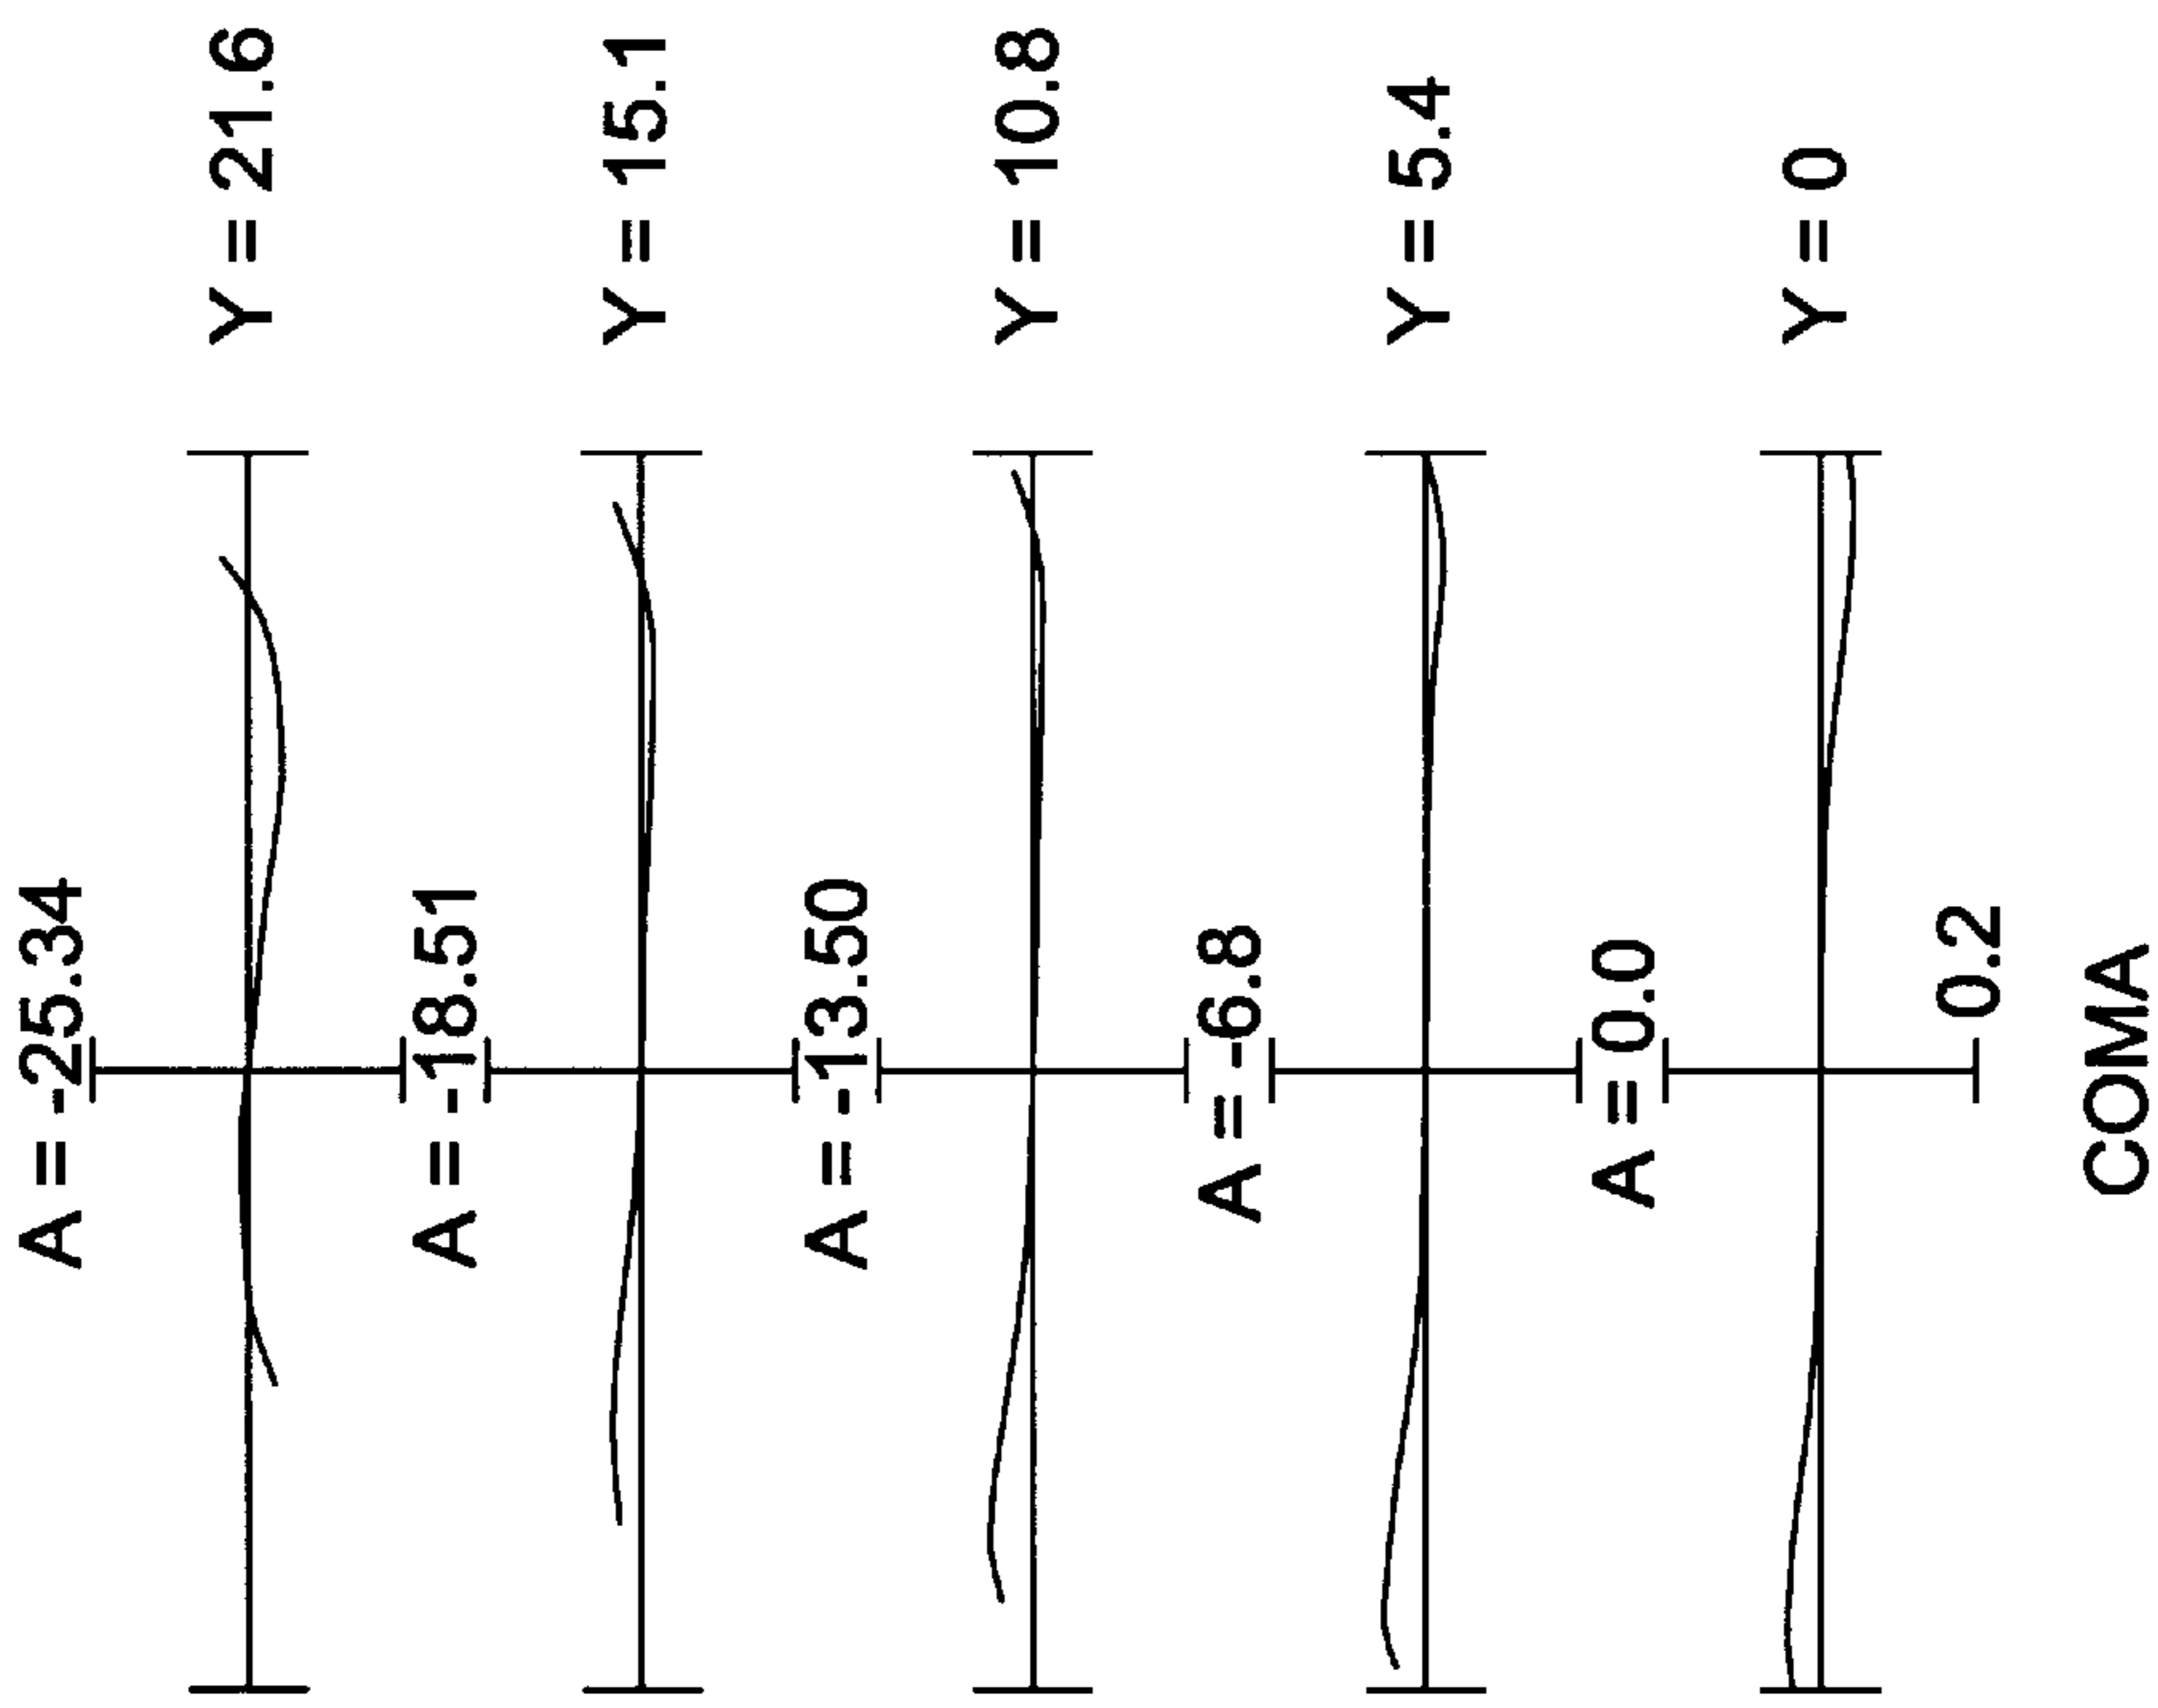 A = -25.34
Y = 21.6
A = -18.51
Y = 15.1
A = -13.50
Y = 10.8
A = -6.8
Y = 5.4
A = 0.0
Y = 0
0.2
COMA